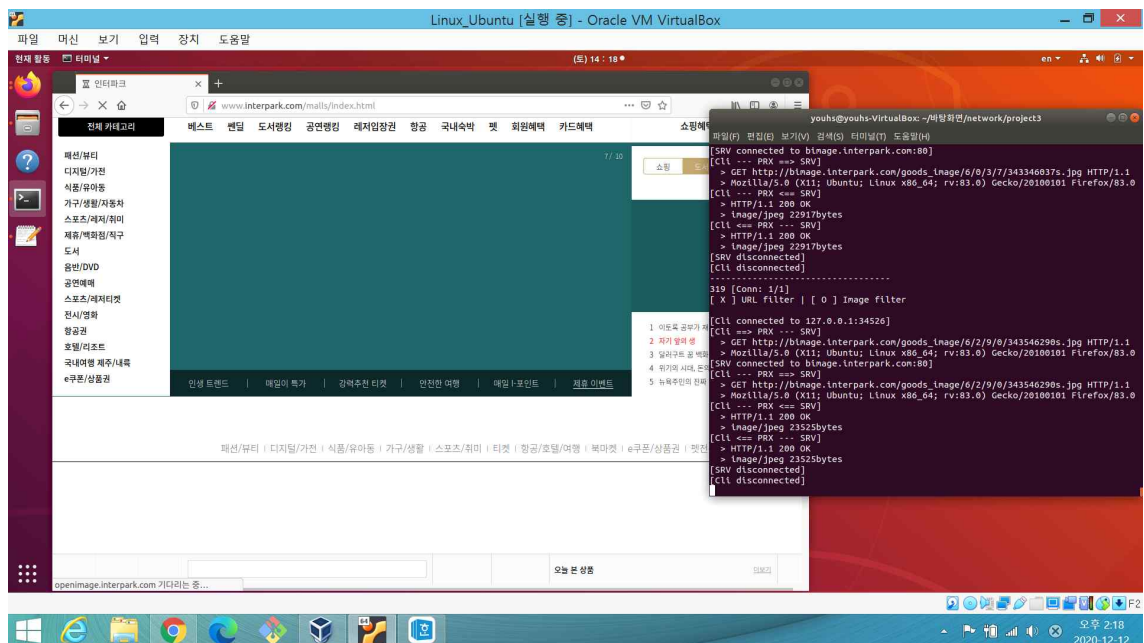 Linux_Ubuntu [실행 중] - Oracle VM VirtualBox
파일 머신 보기 입력 장치 도움말
현재 활동 터미널 (토) 14 : 18 en
인터파크
www.interpark.com/malls/index.html
전체 카테고리 베스트 썬딜 도서랭킹 공연랭킹 레저입장권 항공 국내숙박 펫 회원혜택 카드혜택
패션/뷰티
디지털/가전
식품/유아동
가구/생활/자동차
스포츠/레저/취미
제휴/백화점/직구
도서
음반/DVD
공연예매
스포츠/레저티켓
전시/영화
항공권
호텔/리조트
국내여행 제주/내륙
e쿠폰/상품권
7/ 10
쇼핑
1 이토록 공부가
2 자기 앞의 생
3 달러구트 꿈
4 위기의 시대,
5 뉴욕주민의 진짜
인생 트렌드 | 매일이 특가 | 강력추천 티켓 | 안전한 여행 | 매일 I-포인트 | 제휴 이벤트
패션/뷰티 | 디지털/가전 | 식품/유아동 | 가구/생활 | 스포츠/취미 | 티켓 | 항공/호텔/여행 | 북마켓 | e쿠폰/상품권
오늘 본 상품
더보기
openimage.interpark.com 기다리는 중...
youhs@youhs-VirtualBox: ~/바탕화면/network/project3
파일(F) 편집(E) 보기(V) 검색(S) 터미널(T) 도움말(H)
[SRV connected to bimage.interpark.com:80]
[Cli --- PRX ==> SRV]
> GET http://bimage.interpark.com/goods_image/6/0/3/7/343346037s.jpg HTTP/1.1
> Mozilla/5.0 (X11; Ubuntu; Linux x86_64; rv:83.0) Gecko/20100101 Firefox/83.0
[Cli --- PRX <== SRV]
> HTTP/1.1 200 OK
> image/jpeg 22917bytes
[Cli <== PRX --- SRV]
> HTTP/1.1 200 OK
> image/jpeg 22917bytes
[SRV disconnected]
[Cli disconnected]
----------------------------------
319 [Conn: 1/1]
[ X ] URL filter | [ O ] Image filter
[Cli connected to 127.0.0.1:34526]
[Cli ==> PRX --- SRV]
> GET http://bimage.interpark.com/goods_image/6/2/9/0/343546290s.jpg HTTP/1.1
> Mozilla/5.0 (X11; Ubuntu; Linux x86_64; rv:83.0) Gecko/20100101 Firefox/83.0
[SRV connected to bimage.interpark.com:80]
[Cli --- PRX ==> SRV]
> GET http://bimage.interpark.com/goods_image/6/2/9/0/343546290s.jpg HTTP/1.1
> Mozilla/5.0 (X11; Ubuntu; Linux x86_64; rv:83.0) Gecko/20100101 Firefox/83.0
[Cli --- PRX <== SRV]
> HTTP/1.1 200 OK
> image/jpeg 23525bytes
[Cli <== PRX --- SRV]
> HTTP/1.1 200 OK
> image/jpeg 23525bytes
[SRV disconnected]
[Cli disconnected]
F2
오후 2:18
2020-12-12